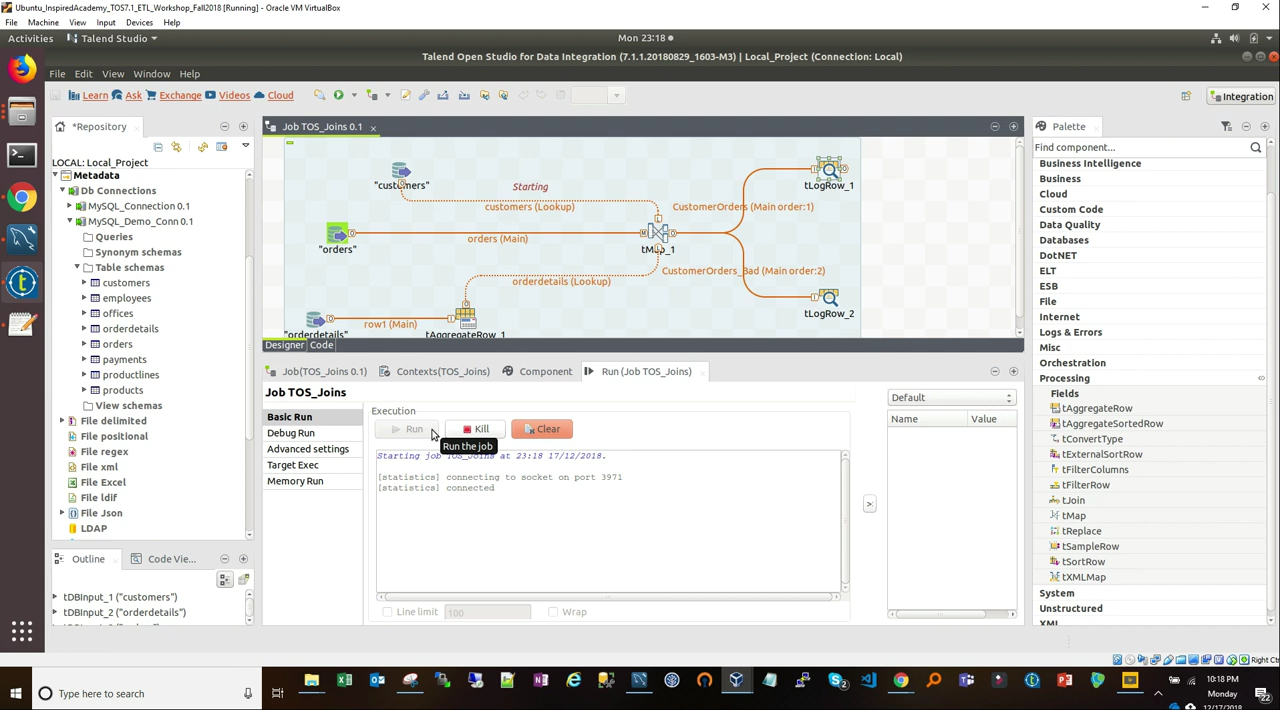 Ubuntu_InspiredAcademy_TOS7.1_ETL_Workshop_Fall2018 [Running] - Oracle VM VirtualBox
File Machine View Input Devices Help
Activities Talend Studio Mon 23:18
Talend Open Studio for Data Integration (7.1.1.20180829_1603-M3) | Local_Project (Connection: Local)
File Edit View Window Help
Learn Ask Exchange Videos Cloud Integration
*Repository
LOCAL: Local_Project
Metadata
Db Connections
MySQL_Connection 0.1
MySQL_Demo_Conn 0.1
Queries
Synonym schemas
Table schemas
customers
employees
offices
orderdetails
orders
payments
productlines
products
View schemas
File delimited
File positional
File regex
File xml
File Excel
File ldif
File Json
LDAP
Outline Code Vie...
tDBInput_1 ("customers")
tDBInput_2 ("orderdetails")
Job TOS_Joins 0.1
"customers"
Starting
customers (Lookup)
CustomerOrders (Main order:1)
tLogRow_1
"orders"
orders (Main)
tMap_1
CustomerOrders_Bad (Main order:2)
orderdetails (Lookup)
tLogRow_2
"orderdetails"
row1 (Main)
tAggregateRow_1
Designer Code
Job(TOS_Joins 0.1) Contexts(TOS_Joins) Component Run (Job TOS_Joins)
Job TOS_Joins
Basic Run
Debug Run
Advanced settings
Target Exec
Memory Run
Execution
Run Kill Clear
Run the job
Starting job TOS_Joins at 23:18 17/12/2018.
[statistics] connecting to socket on port 3971
[statistics] connected
Line limit 100 Wrap
Default
Name Value
Palette
Find component...
Business Intelligence
Business
Cloud
Custom Code
Data Quality
Databases
DotNET
ELT
ESB
File
Internet
Logs & Errors
Misc
Orchestration
Processing
Fields
tAggregateRow
tAggregateSortedRow
tConvertType
tExternalSortRow
tFilterColumns
tFilterRow
tJoin
tMap
tReplace
tSampleRow
tSortRow
tXMLMap
System
Unstructured
XML
Right Ct
Type here to search
10:18 PM
Monday
12/17/2018
22